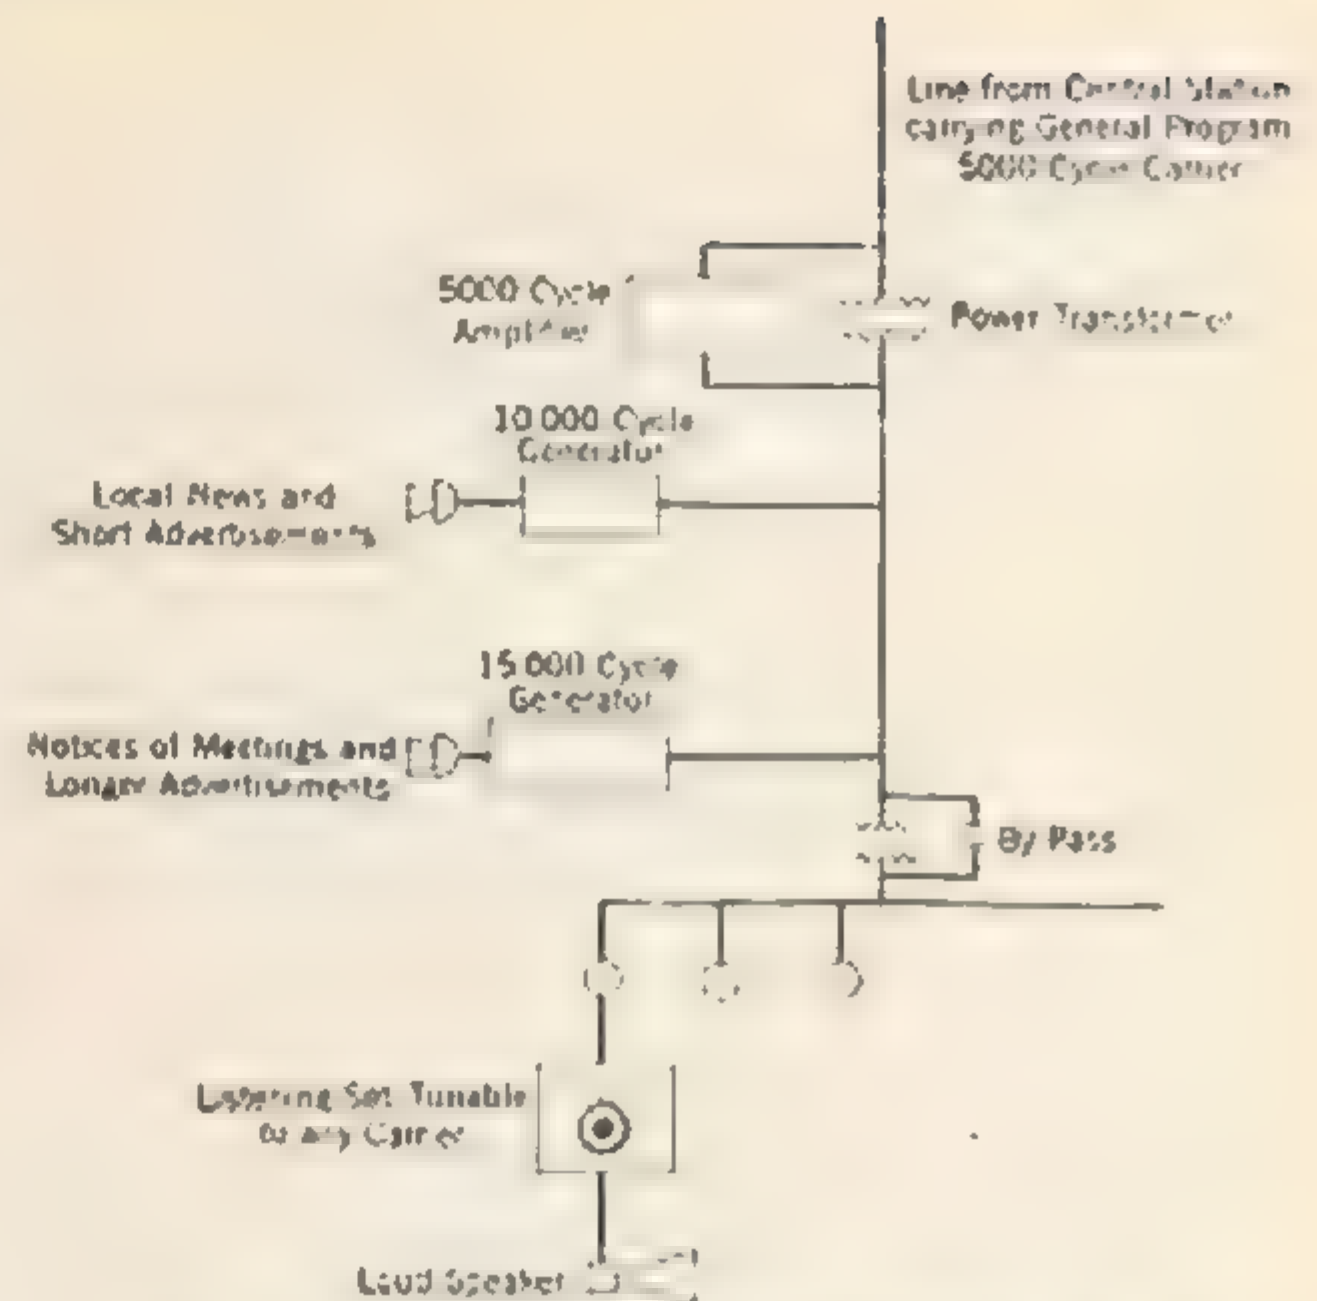 Line from Central Station
carrying General Program
5000 Cycle Carrier
5000 Cycle
Amplifier
Power Transformer
10 000 Cycle
Generator
Local News and
Short Advertisements
15 000 Cycle
Generator
Notices of Meetings and
Longer Advertisements
By Pass
Listening Set Tunable
to any Carrier
Loud Speaker